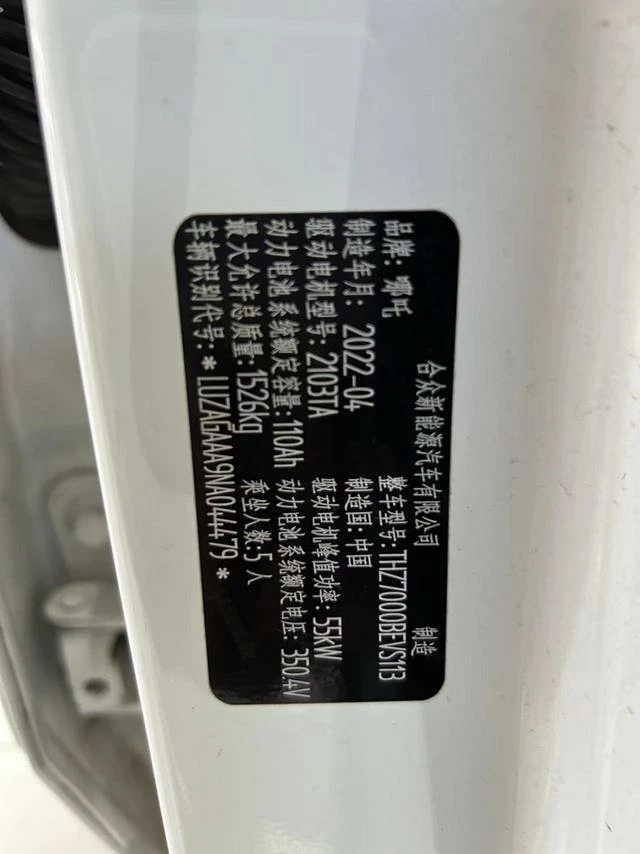 合众新能源汽车有限公司 制造
品牌：哪吒 整车型号：THZ7000BEVS113
制造年月：2022-04 制造国：中国
驱动电机型号：2103TA 驱动电机峰值功率：55kW
动力电池系统额定容量：110Ah 动力电池系统额定电压：350.4V
最大允许总质量：1526kg 乘坐人数：5人
车辆识别代号：*LUZAGAAA9NA044479*